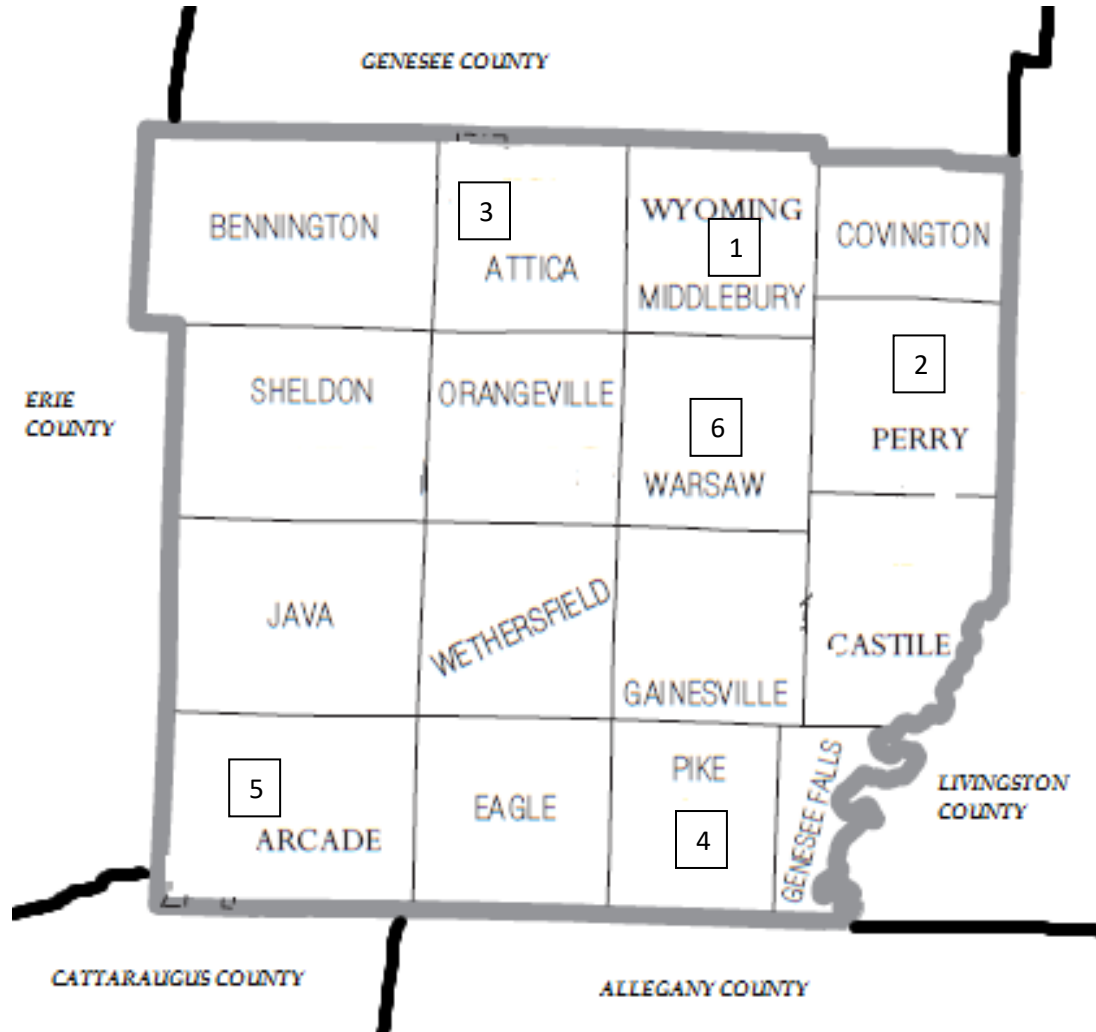 GENESEE COUNTY
BENNINGTON
3
ATTICA
WYOMING
1
MIDDLEBURY
COVINGTON
ERIE
COUNTY
SHELDON
ORANGEVILLE
6
WARSAW
2
PERRY
JAVA
WETHERSFIELD
GAINESVILLE
CASTILE
5
ARCADE
EAGLE
PIKE
4
GENESEE FALLS
LIVINGSTON
COUNTY
CATTARAUGUS COUNTY
ALLEGANY COUNTY